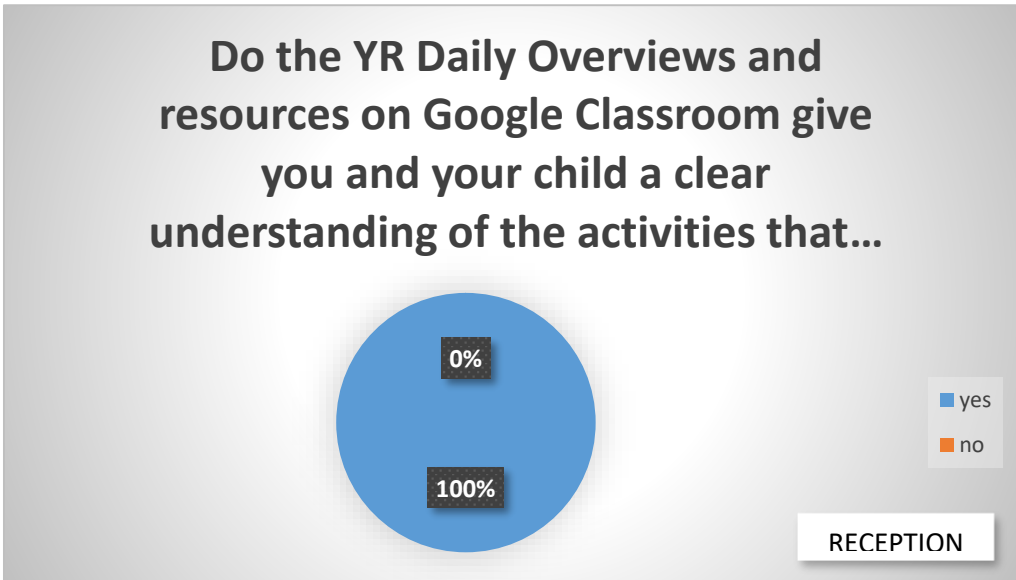 Do the YR Daily Overviews and
resources on Google Classroom give
you and your child a clear
understanding of the activities that...
0%
100%
yes
no
RECEPTION